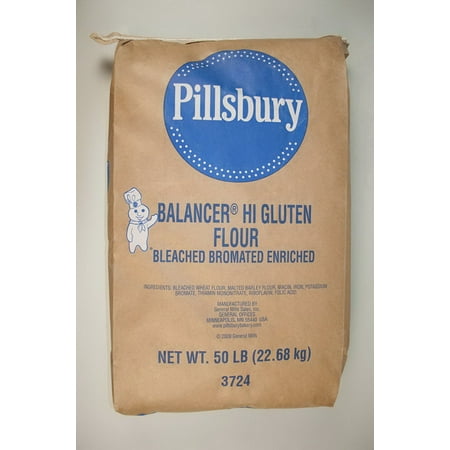 Pillsbury
BALANCER® HI GLUTEN
FLOUR
BLEACHED BROMATED ENRICHED
INGREDIENTS: BLEACHED WHEAT FLOUR, MALTED BARLEY FLOUR, NIACIN, IRON, POTASSIUM
BROMATE, THIAMIN MONONITRATE, RIBOFLAVIN, FOLIC ACID
MANUFACTURED BY
General Mills Sales, Inc.
GENERAL OFFICES
MINNEAPOLIS, MN 55440 USA
www.pillsburybakery.com
© 2009 General Mills
NET WT. 50 LB (22.68 kg)
3724